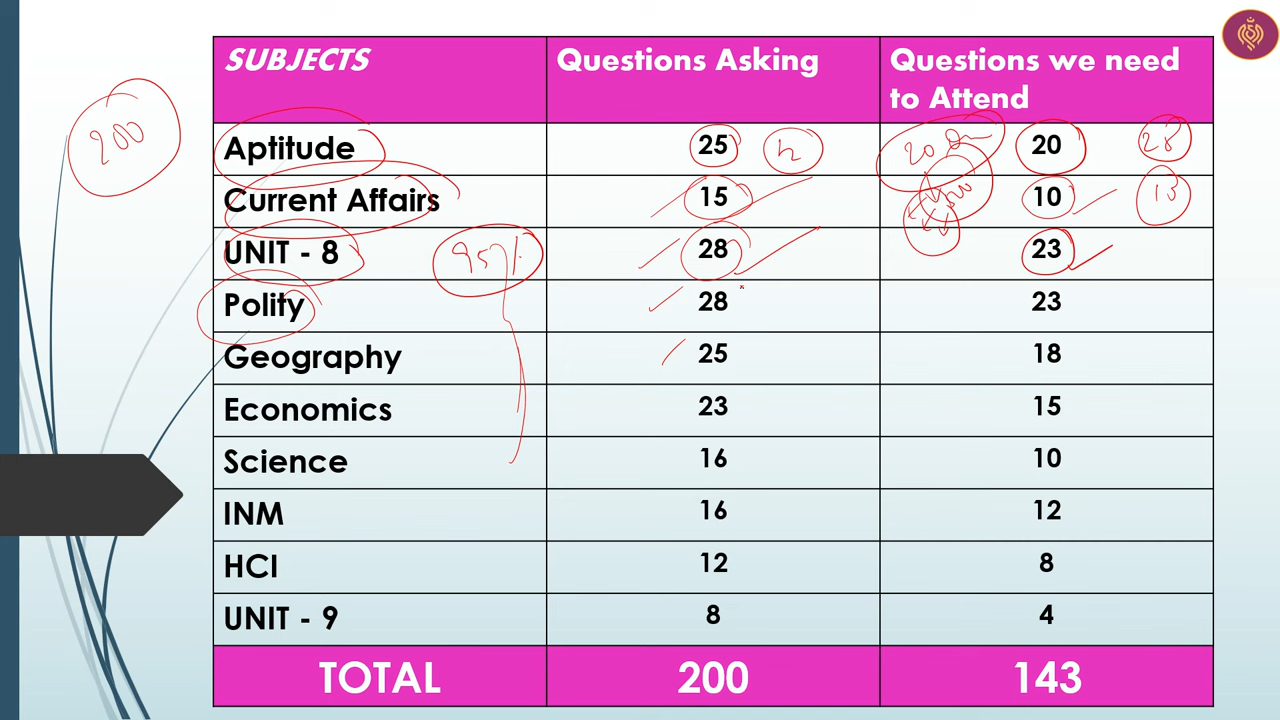 SUBJECTS Questions Asking Questions we need
to Attend
200
Aptitude 25 20 28
Current Affairs 15 10
UNIT - 8 95% 28 23
Polity 28 23
Geography 25 18
Economics 23 15
Science 16 10
INM 16 12
HCI 12 8
UNIT - 9 8 4
TOTAL 200 143